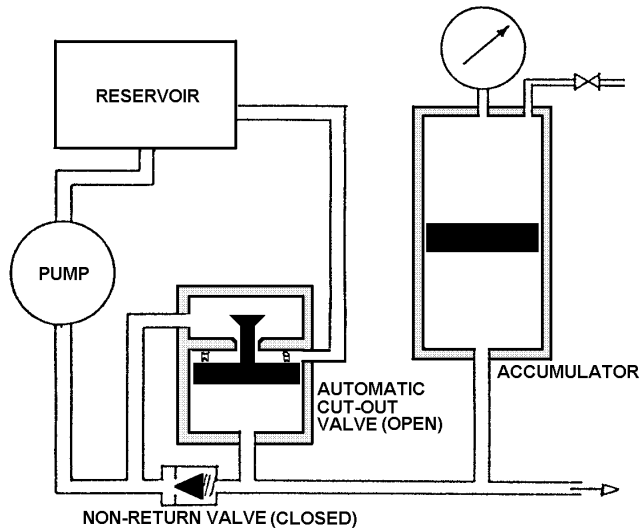 RESERVOIR
PUMP
ACCUMULATOR
AUTOMATIC
CUT-OUT
VALVE (OPEN)
NON-RETURN VALVE (CLOSED)